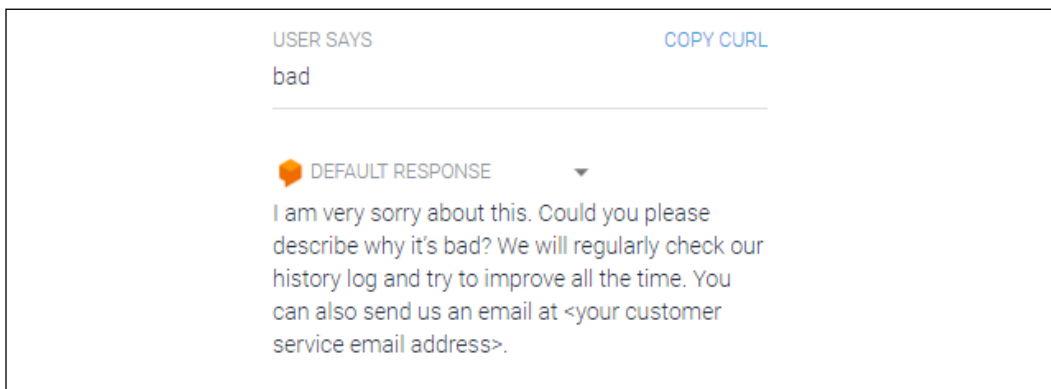 USER SAYS COPY CURL
bad
DEFAULT RESPONSE
I am very sorry about this. Could you please
describe why it's bad? We will regularly check our
history log and try to improve all the time. You
can also send us an email at <your customer
service email address>.